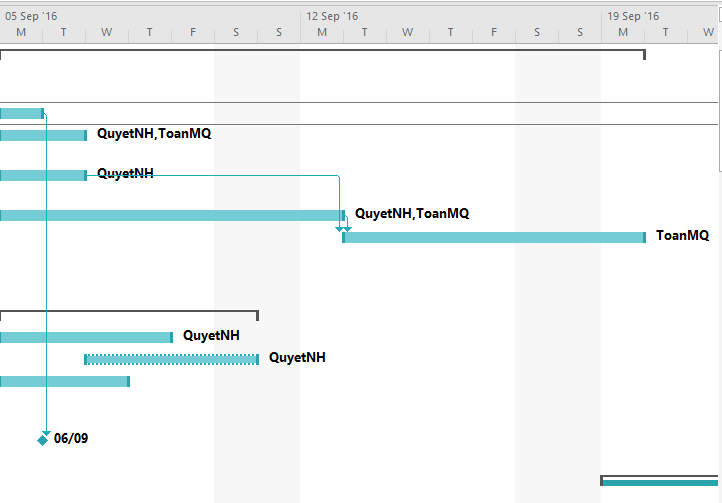 05 Sep '16 12 Sep '16 19 Sep '16
M T W T F S S M T W T F S S M T W
QuyetNH,ToanMQ
QuyetNH
QuyetNH,ToanMQ
ToanMQ
QuyetNH
QuyetNH
06/09